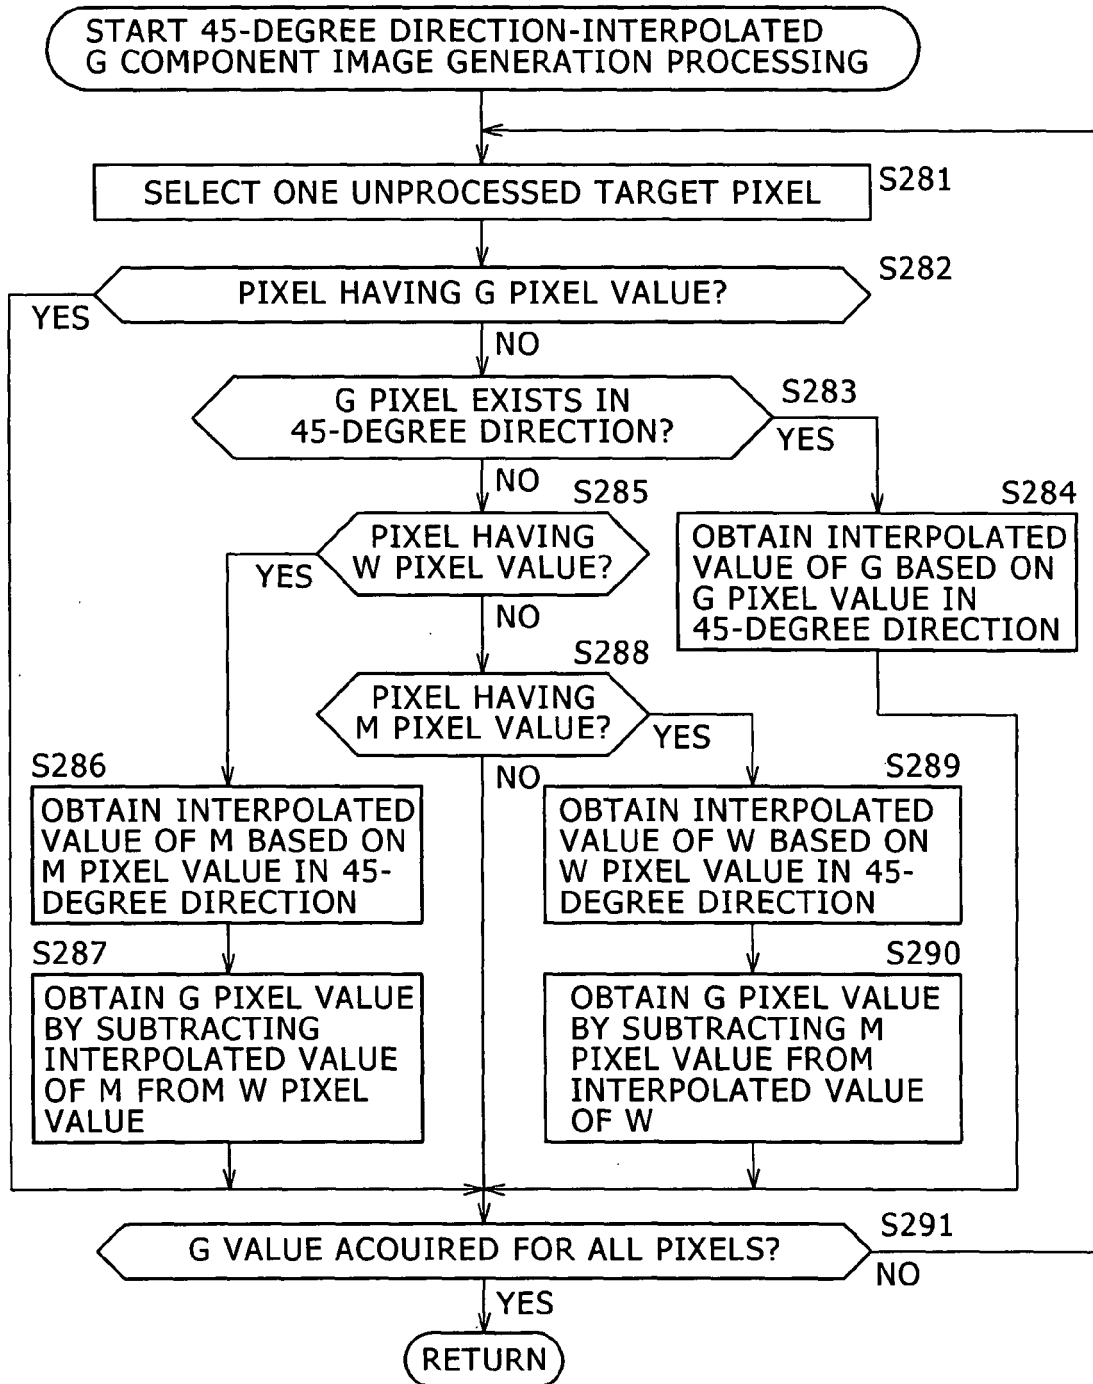 START 45-DEGREE DIRECTION-INTERPOLATED
G COMPONENT IMAGE GENERATION PROCESSING
SELECT ONE UNPROCESSED TARGET PIXEL
S281
PIXEL HAVING G PIXEL VALUE?
S282
YES
NO
G PIXEL EXISTS IN
45-DEGREE DIRECTION?
S283
YES
NO
S285
PIXEL HAVING
W PIXEL VALUE?
YES
NO
S284
OBTAIN INTERPOLATED
VALUE OF G BASED ON
G PIXEL VALUE IN
45-DEGREE DIRECTION
S288
PIXEL HAVING
M PIXEL VALUE?
YES
NO
S286
OBTAIN INTERPOLATED
VALUE OF M BASED ON
M PIXEL VALUE IN 45-
DEGREE DIRECTION
S289
OBTAIN INTERPOLATED
VALUE OF W BASED ON
W PIXEL VALUE IN 45-
DEGREE DIRECTION
S287
OBTAIN G PIXEL VALUE
BY SUBTRACTING
INTERPOLATED VALUE
OF M FROM W PIXEL
VALUE
S290
OBTAIN G PIXEL VALUE
BY SUBTRACTING M
PIXEL VALUE FROM
INTERPOLATED VALUE
OF W
G VALUE ACOUIRED FOR ALL PIXELS?
S291
NO
YES
RETURN